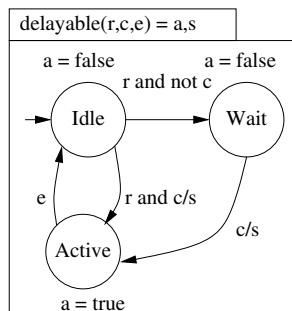 delayable(r,c,e) = a,s
a = false
a = false
r and not c
Idle
Wait
e
r and c/s
c/s
Active
a = true